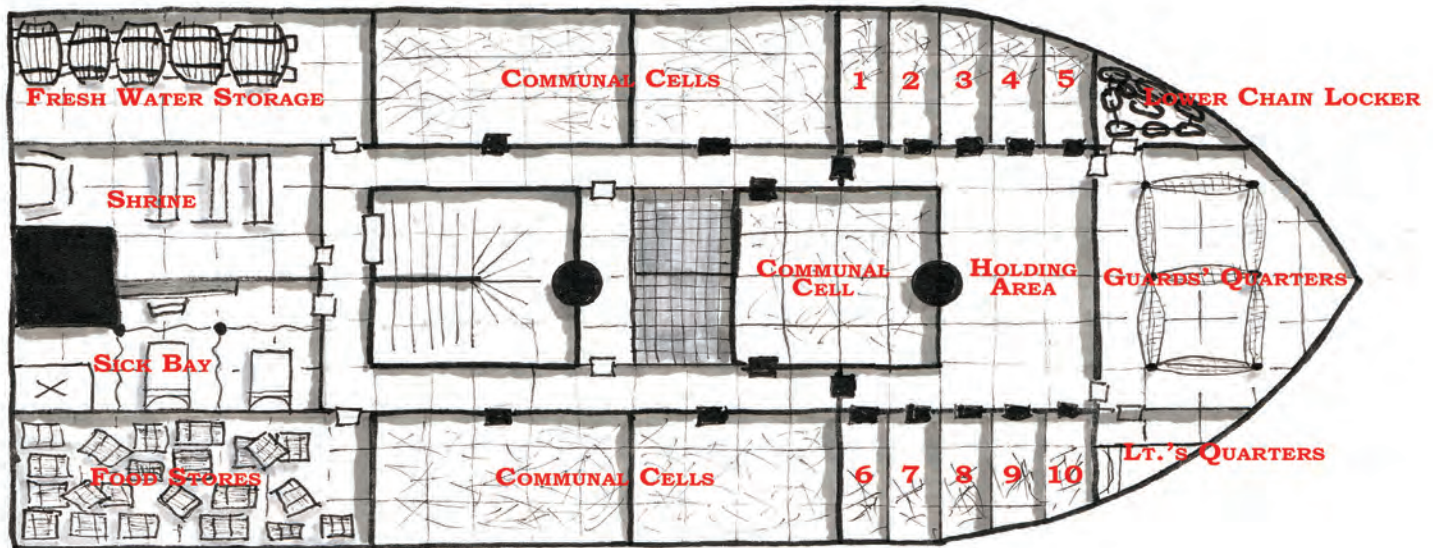 Fresh Water Storage
Communal Cells
1 2 3 4 5
Lower Chain Locker
Shrine
Communal
Cell
Holding
Area
Guards' Quarters
Sick Bay
Food Stores
Communal Cells
6 7 8 9 10
Lt.'s Quarters